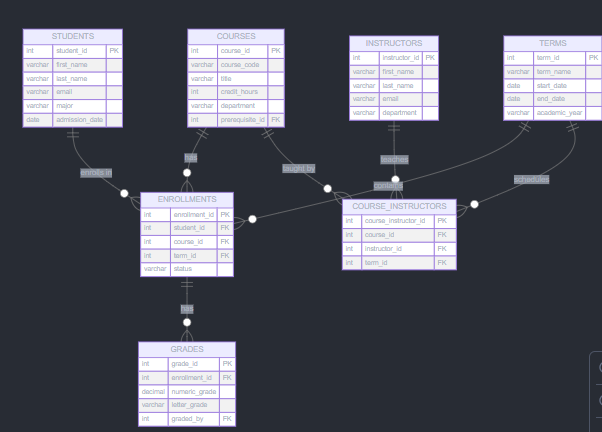 STUDENTS
int student_id PK
varchar first_name
varchar last_name
varchar email
varchar major
date admission_date
COURSES
int course_id PK
varchar course_code
varchar title
int credit_hours
varchar department
int prerequisite_id FK
INSTRUCTORS
int instructor_id PK
varchar first_name
varchar last_name
varchar email
varchar department
TERMS
int term_id PK
varchar term_name
date start_date
date end_date
varchar academic_year
enrolls in
has
taught by
teaches
contains
schedules
ENROLLMENTS
int enrollment_id PK
int student_id FK
int course_id FK
int term_id FK
varchar status
COURSE_INSTRUCTORS
int course_instructor_id PK
int course_id FK
int instructor_id FK
int term_id FK
has
GRADES
int grade_id PK
int enrollment_id FK
decimal numeric_grade
varchar letter_grade
int graded_by FK